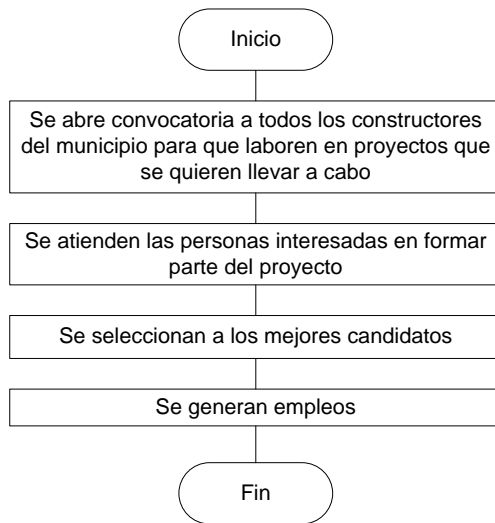 Inicio
Se abre convocatoria a todos los constructores
del municipio para que laboren en proyectos que
se quieren llevar a cabo
Se atienden las personas interesadas en formar
parte del proyecto
Se seleccionan a los mejores candidatos
Se generan empleos
Fin